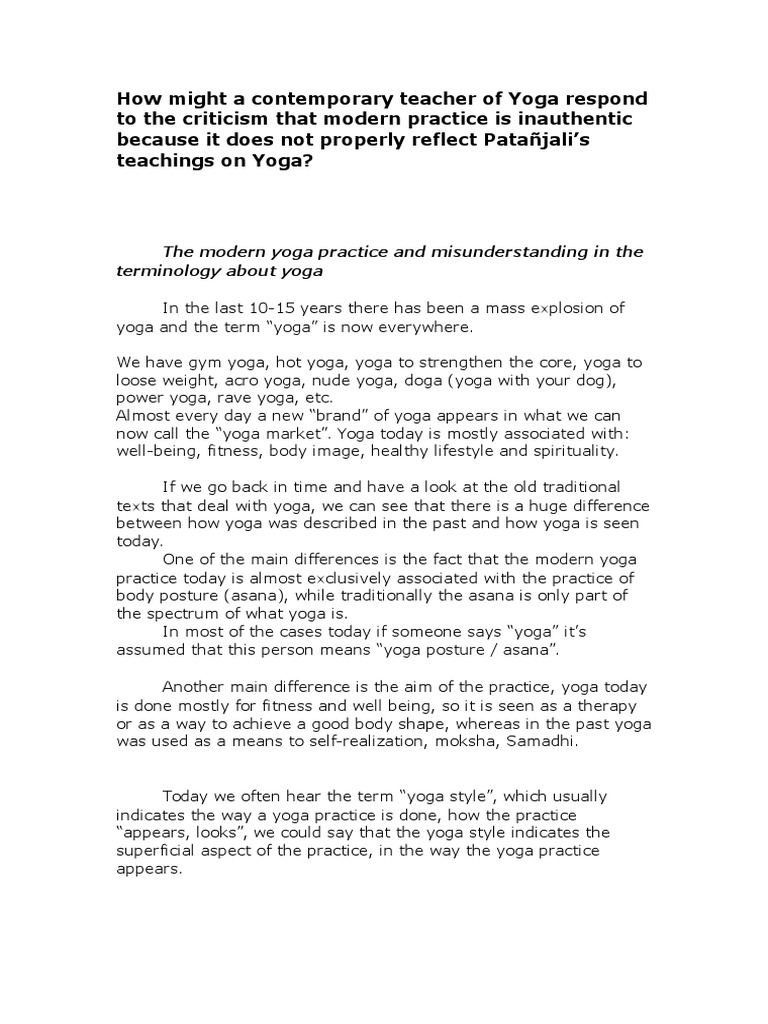 How might a contemporary teacher of Yoga respond
to the criticism that modern practice is inauthentic
because it does not properly reflect Patañjali’s
teachings on Yoga?
The modern yoga practice and misunderstanding in the
terminology about yoga
In the last 10-15 years there has been a mass explosion of
yoga and the term “yoga” is now everywhere.
We have gym yoga, hot yoga, yoga to strengthen the core, yoga to
loose weight, acro yoga, nude yoga, doga (yoga with your dog),
power yoga, rave yoga, etc.
Almost every day a new “brand” of yoga appears in what we can
now call the “yoga market”. Yoga today is mostly associated with:
well-being, fitness, body image, healthy lifestyle and spirituality.
If we go back in time and have a look at the old traditional
texts that deal with yoga, we can see that there is a huge difference
between how yoga was described in the past and how yoga is seen
today.
One of the main differences is the fact that the modern yoga
practice today is almost exclusively associated with the practice of
body posture (asana), while traditionally the asana is only part of
the spectrum of what yoga is.
In most of the cases today if someone says “yoga” it’s
assumed that this person means “yoga posture / asana”.
Another main difference is the aim of the practice, yoga today
is done mostly for fitness and well being, so it is seen as a therapy
or as a way to achieve a good body shape, whereas in the past yoga
was used as a means to self-realization, moksha, Samadhi.
Today we often hear the term “yoga style”, which usually
indicates the way a yoga practice is done, how the practice
“appears, looks”, we could say that the yoga style indicates the
superficial aspect of the practice, in the way the yoga practice
appears.